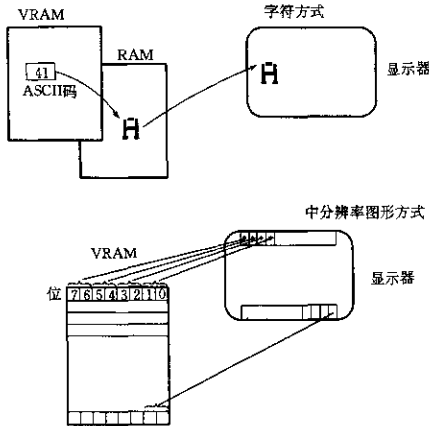 VRAM
字符方式
RAM
41
ASCII码
A
A
显示器
中分辨率图形方式
VRAM
显示器
位 7 6 5 4 3 2 1 0